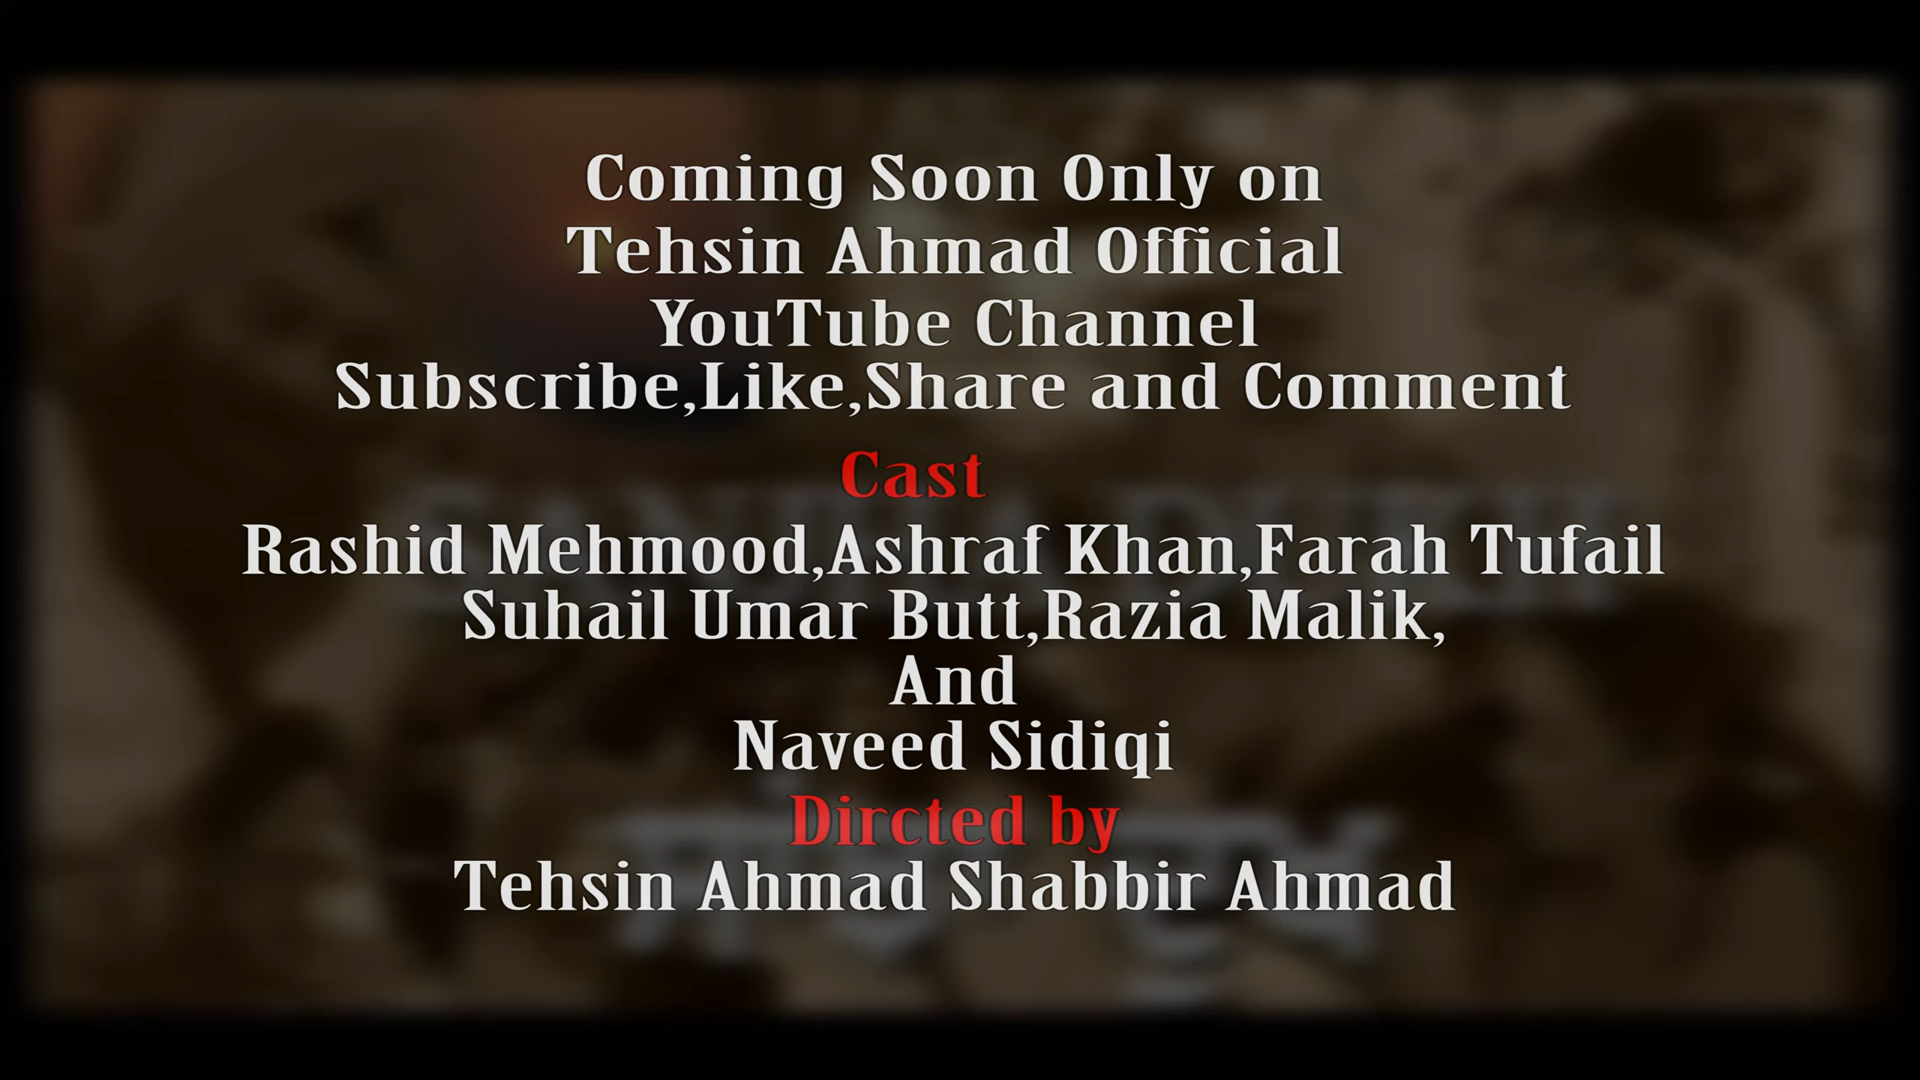 Coming Soon Only on
Tehsin Ahmad Official
YouTube Channel
Subscribe,Like,Share and Comment
Cast
Rashid Mehmood,Ashraf Khan,Farah Tufail
Suhail Umar Butt,Razia Malik,
And
Naveed Sidiqi
Dircted by
Tehsin Ahmad Shabbir Ahmad